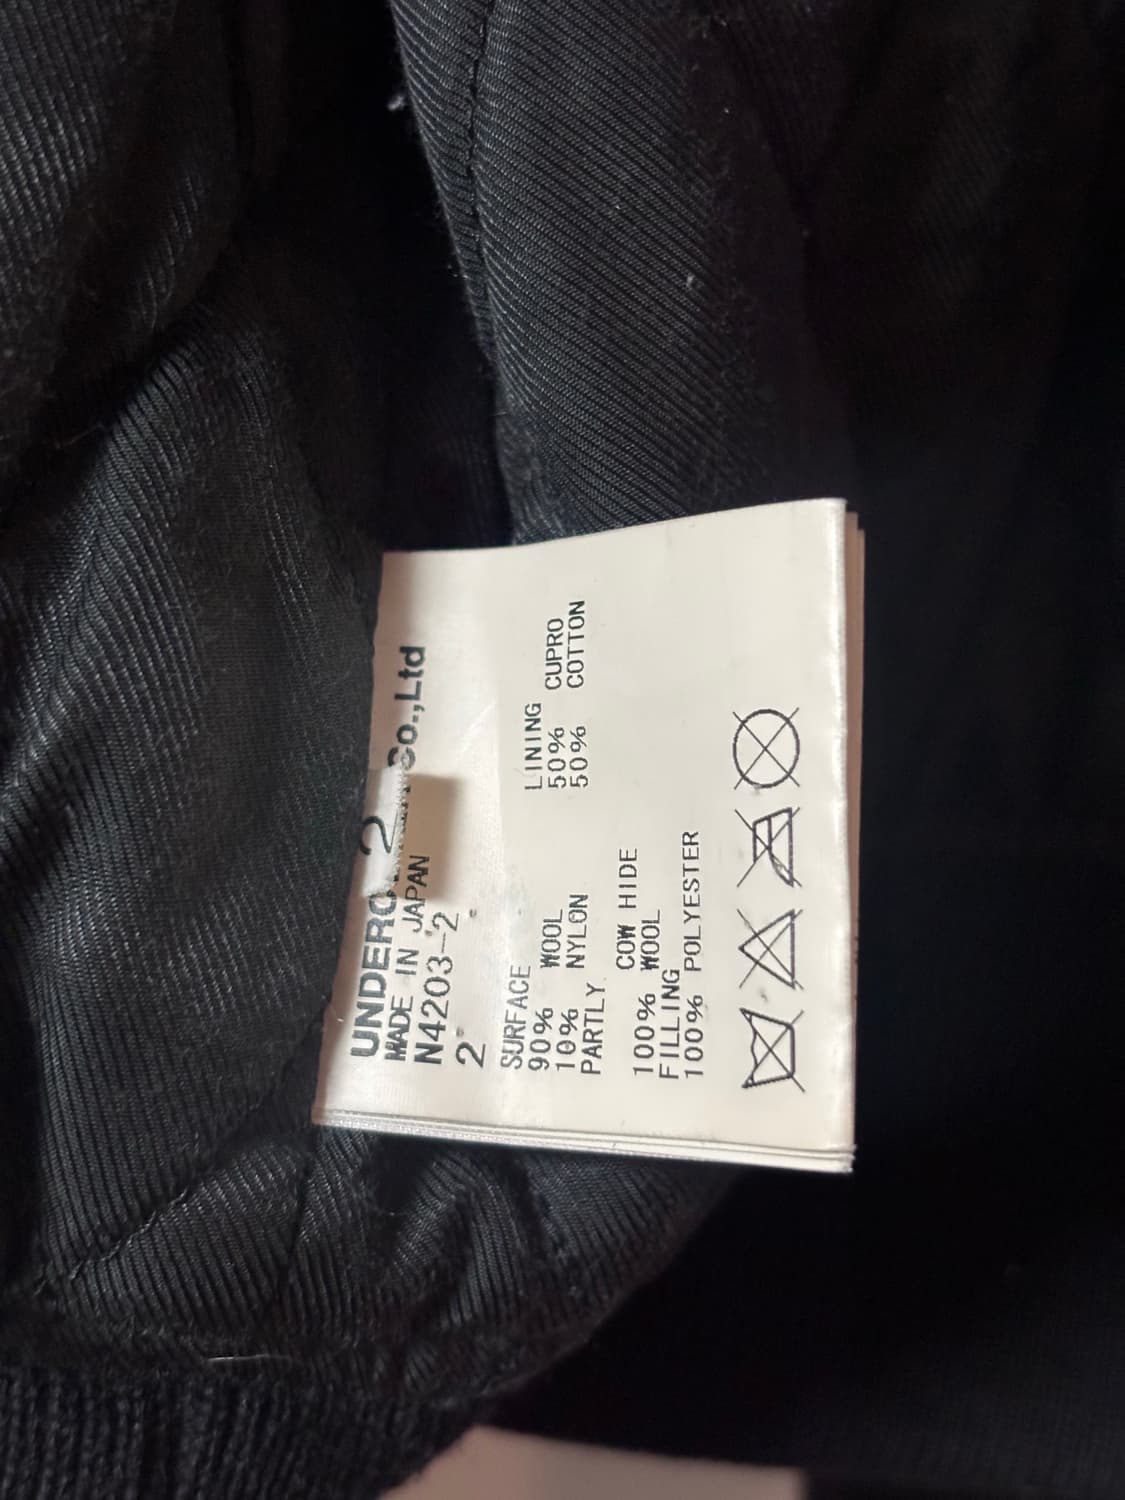 2
Co.,Ltd
MADE IN JAPAN
N4203-2
2
SURFACE
90% WOOL
10% NYLON
PARTLY
COW HIDE
100% WOOL
FILLING
100% POLYESTER
LINING
50% CUPRO
50% COTTON